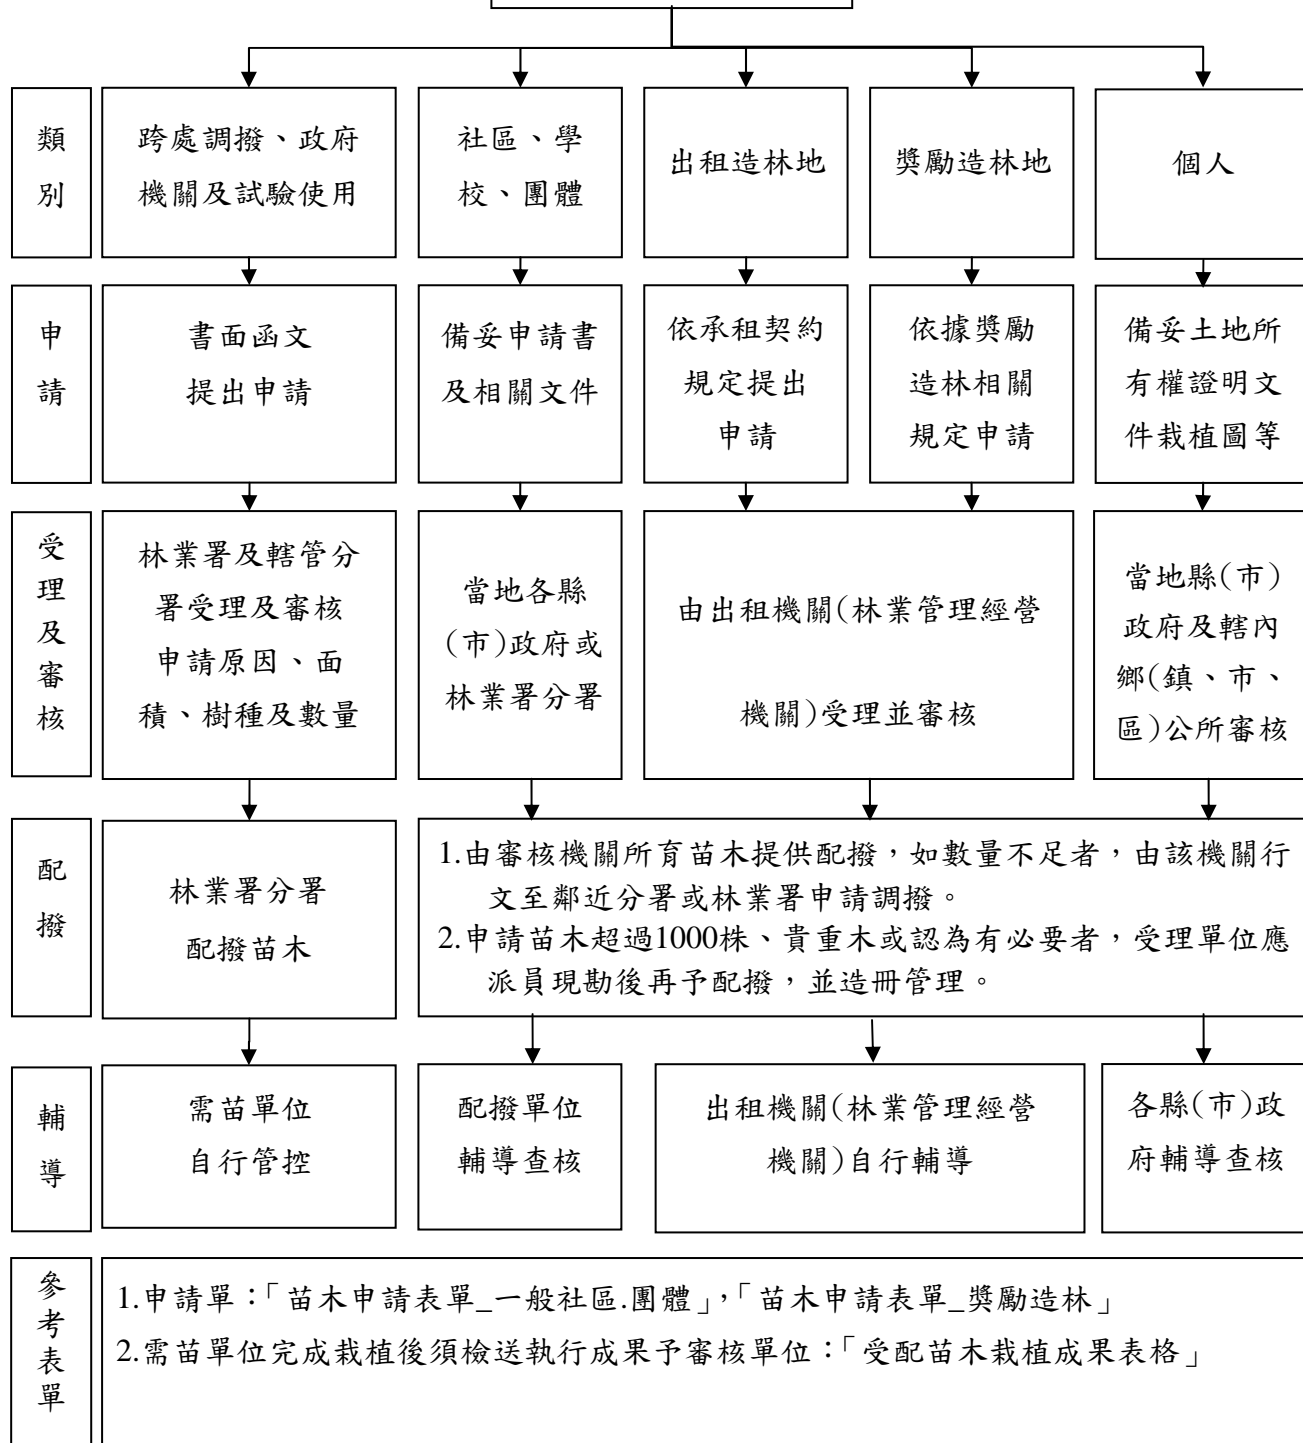 類
別
跨處調撥、政府
機關及試驗使用
社區、學
校、團體
出租造林地
獎勵造林地
個人
申
請
書面函文
提出申請
備妥申請書
及相關文件
依承租契約
規定提出
申請
依據獎勵
造林相關
規定申請
備妥土地所
有權證明文
件栽植圖等
受
理
及
審
核
林業署及轄管分
署受理及審核
申請原因、面
積、樹種及數量
當地各縣
(市)政府或
林業署分署
由出租機關(林業管理經營
機關)受理並審核
當地縣(市)
政府及轄內
鄉(鎮、市、
區)公所審核
配
撥
林業署分署
配撥苗木
1.由審核機關所育苗木提供配撥，如數量不足者，由該機關行
文至鄰近分署或林業署申請調撥。
2.申請苗木超過1000株、貴重木或認為有必要者，受理單位應
派員現勘後再予配撥，並造冊管理。
輔
導
需苗單位
自行管控
配撥單位
輔導查核
出租機關(林業管理經營
機關)自行輔導
各縣(市)政
府輔導查核
參
考
表
單
1.申請單：「苗木申請表單_一般社區.團體」，「苗木申請表單_獎勵造林」
2.需苗單位完成栽植後須檢送執行成果予審核單位：「受配苗木栽植成果表格」